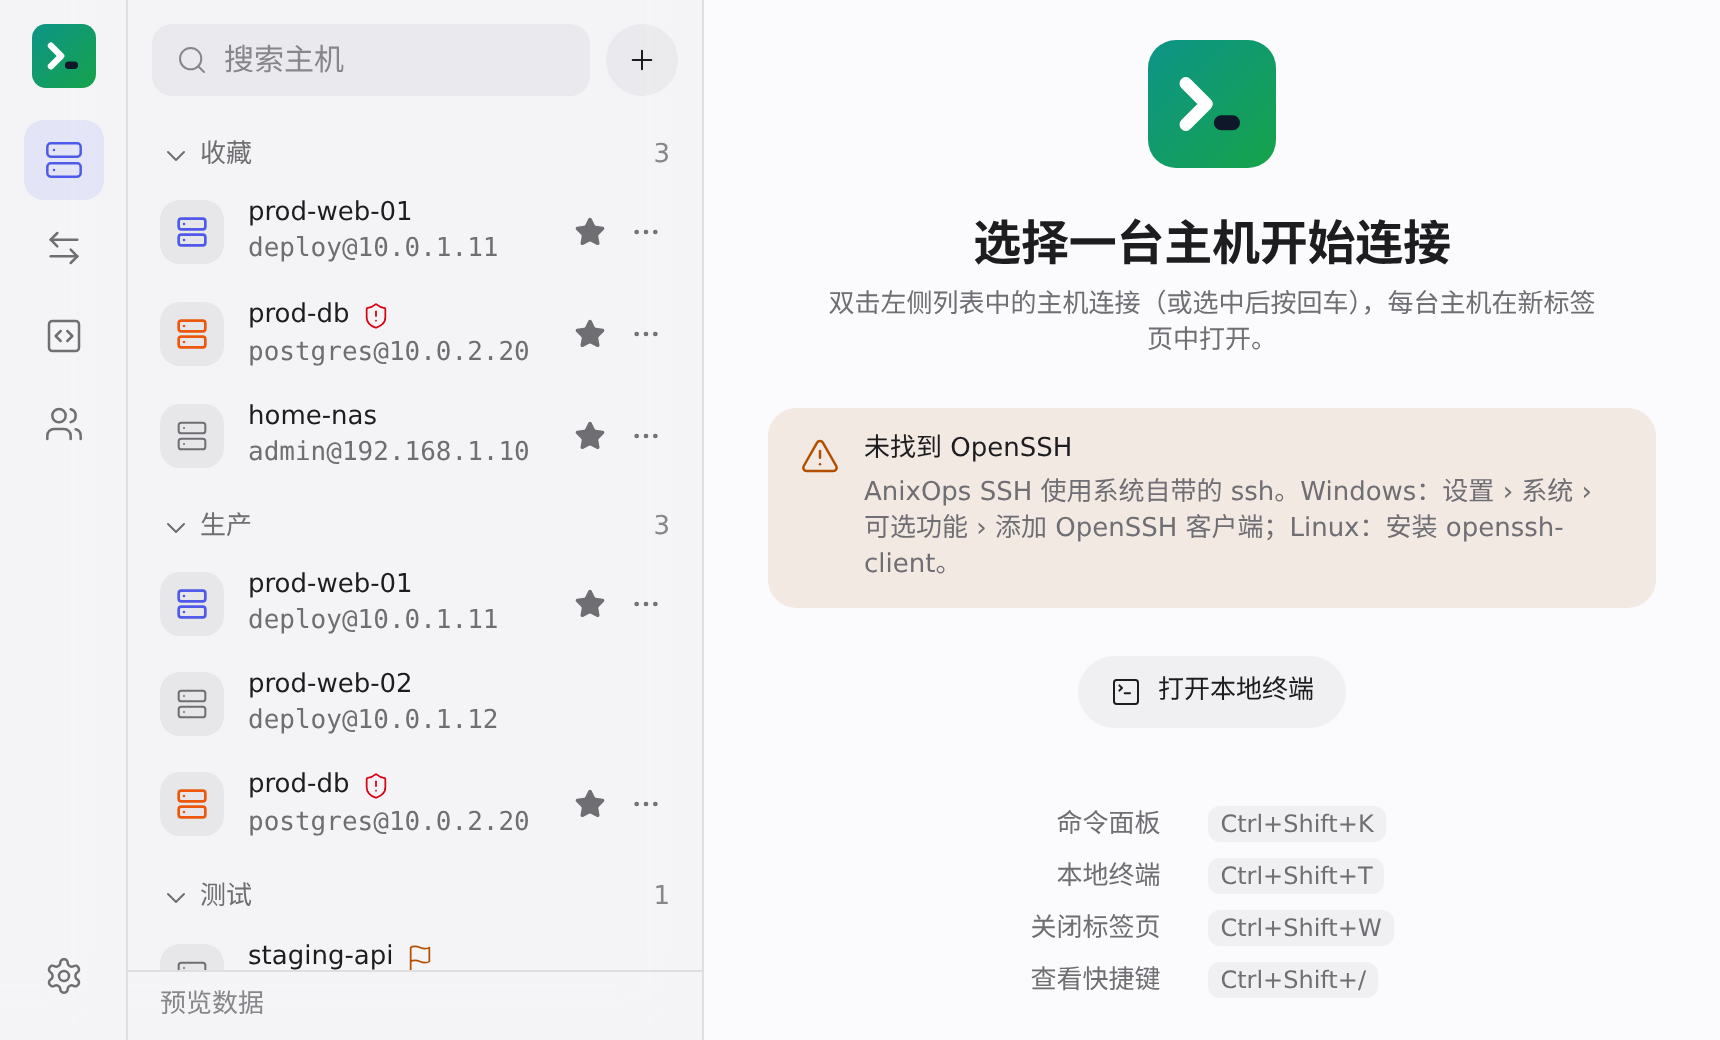 搜索主机
收藏 3
prod-web-01
deploy@10.0.1.11
prod-db
postgres@10.0.2.20
home-nas
admin@192.168.1.10
生产 3
prod-web-01
deploy@10.0.1.11
prod-web-02
deploy@10.0.1.12
prod-db
postgres@10.0.2.20
测试 1
staging-api
预览数据
选择一台主机开始连接
双击左侧列表中的主机连接（或选中后按回车），每台主机在新标签
页中打开。
未找到 OpenSSH
AnixOps SSH 使用系统自带的 ssh。Windows：设置 › 系统 ›
可选功能 › 添加 OpenSSH 客户端；Linux：安装 openssh-
client。
打开本地终端
命令面板 Ctrl+Shift+K
本地终端 Ctrl+Shift+T
关闭标签页 Ctrl+Shift+W
查看快捷键 Ctrl+Shift+/